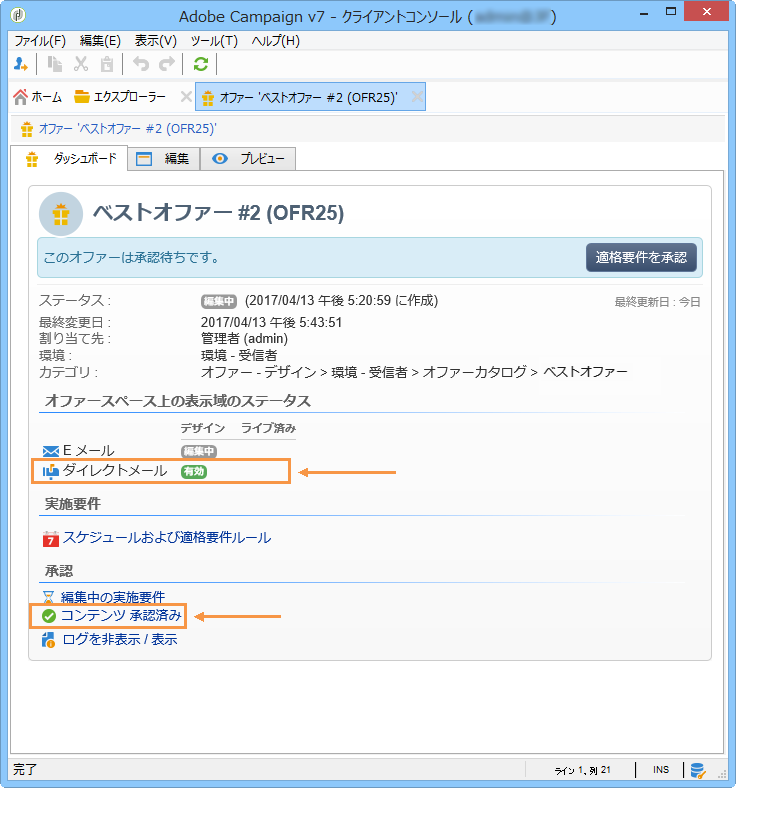 Adobe Campaign v7 - クライアントコンソール (
ファイル(F) 編集(E) 表示(V) ツール(T) ヘルプ(H)
ホーム エクスプローラー オファー 'ベストオファー #2 (OFR25)'
オファー 'ベストオファー #2 (OFR25)'
ダッシュボード 編集 プレビュー
ベストオファー #2 (OFR25)
このオファーは承認待ちです。 適格要件を承認
ステータス : 編集中 (2017/04/13 午後 5:20:59 に作成) 最終更新日 : 今日
最終変更日 : 2017/04/13 午後 5:43:51
割り当て先 : 管理者 (admin)
環境 : 環境 - 受信者
カテゴリ : オファー - デザイン > 環境 - 受信者 > オファーカタログ > ベストオファー
オファースペース上の表示域のステータス
デザイン ライブ済み
E メール 編集中
ダイレクトメール 有効
実施要件
7 スケジュールおよび適格要件ルール
承認
編集中の実施要件
コンテンツ 承認済み
ログを非表示 / 表示
完了 ライン 1、列 21 INS